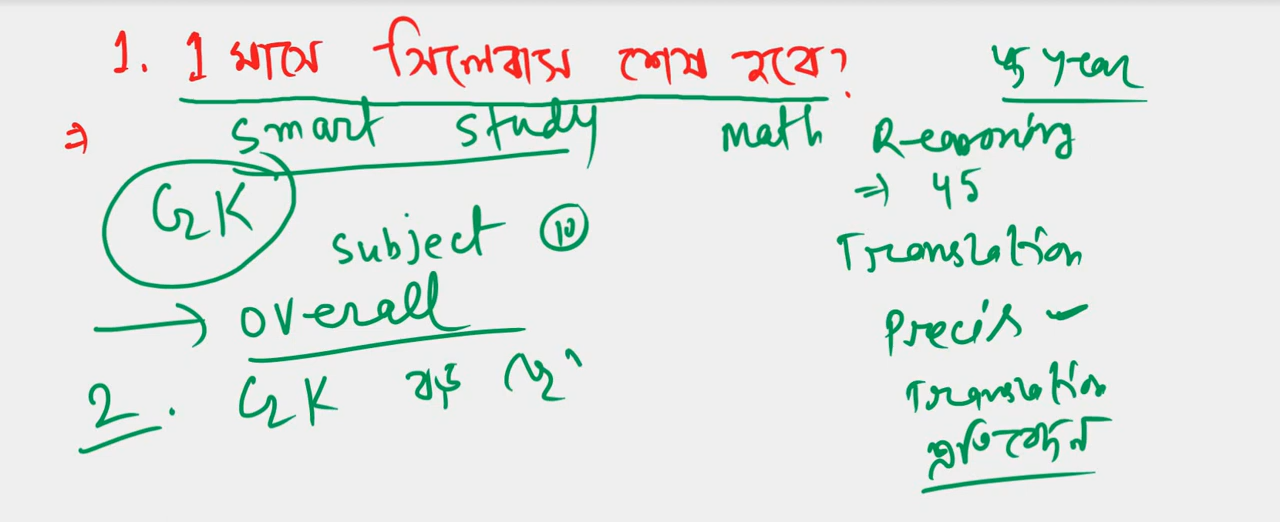 1. 1 মাসে সিলেবাস শেষ হবে?
year
⇒ smart study
math Reasoning
⇒ 45
GK
subject 10
Translation
→ overall
Precis ✓
2. GK বড়
Translation
প্রতিবেদন